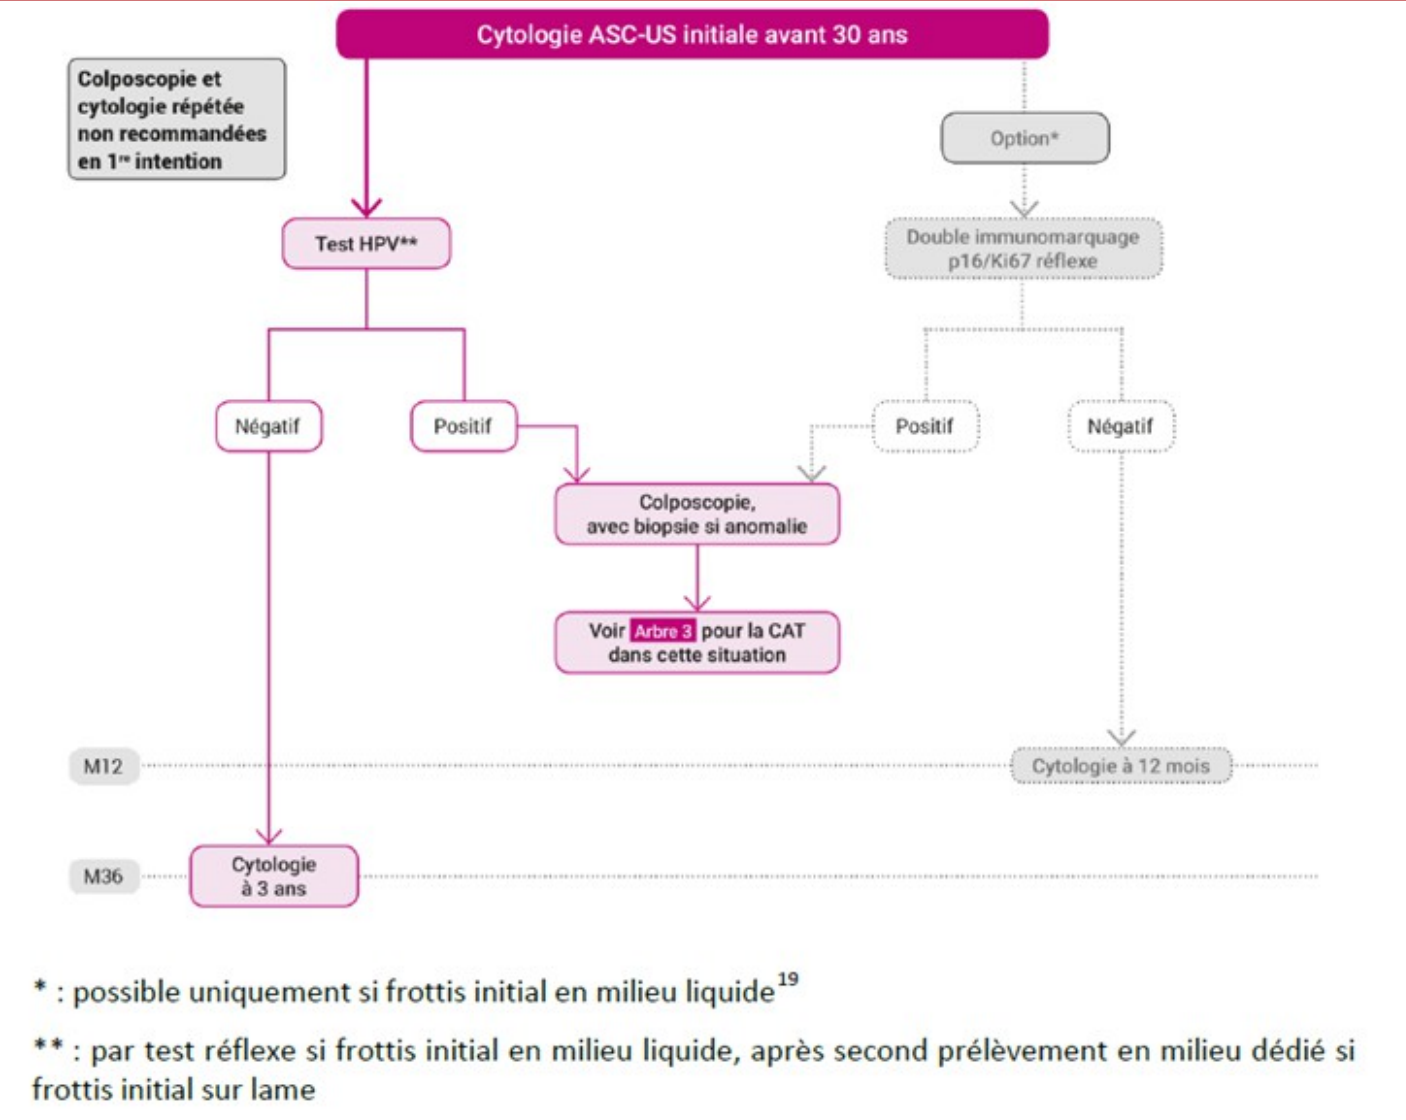 Cytologie ASC-US initiale avant 30 ans
Colposcopie et
cytologie répétée
non recommandées
en 1re intention
Option*
Test HPV**
Double immunomarquage
p16/Ki67 réflexe
Négatif
Positif
Positif
Négatif
Colposcopie,
avec biopsie si anomalie
Voir Arbre 3 pour la CAT
dans cette situation
M12
Cytologie à 12 mois
M36
Cytologie
à 3 ans
* : possible uniquement si frottis initial en milieu liquide19
** : par test réflexe si frottis initial en milieu liquide, après second prélèvement en milieu dédié si
frottis initial sur lame